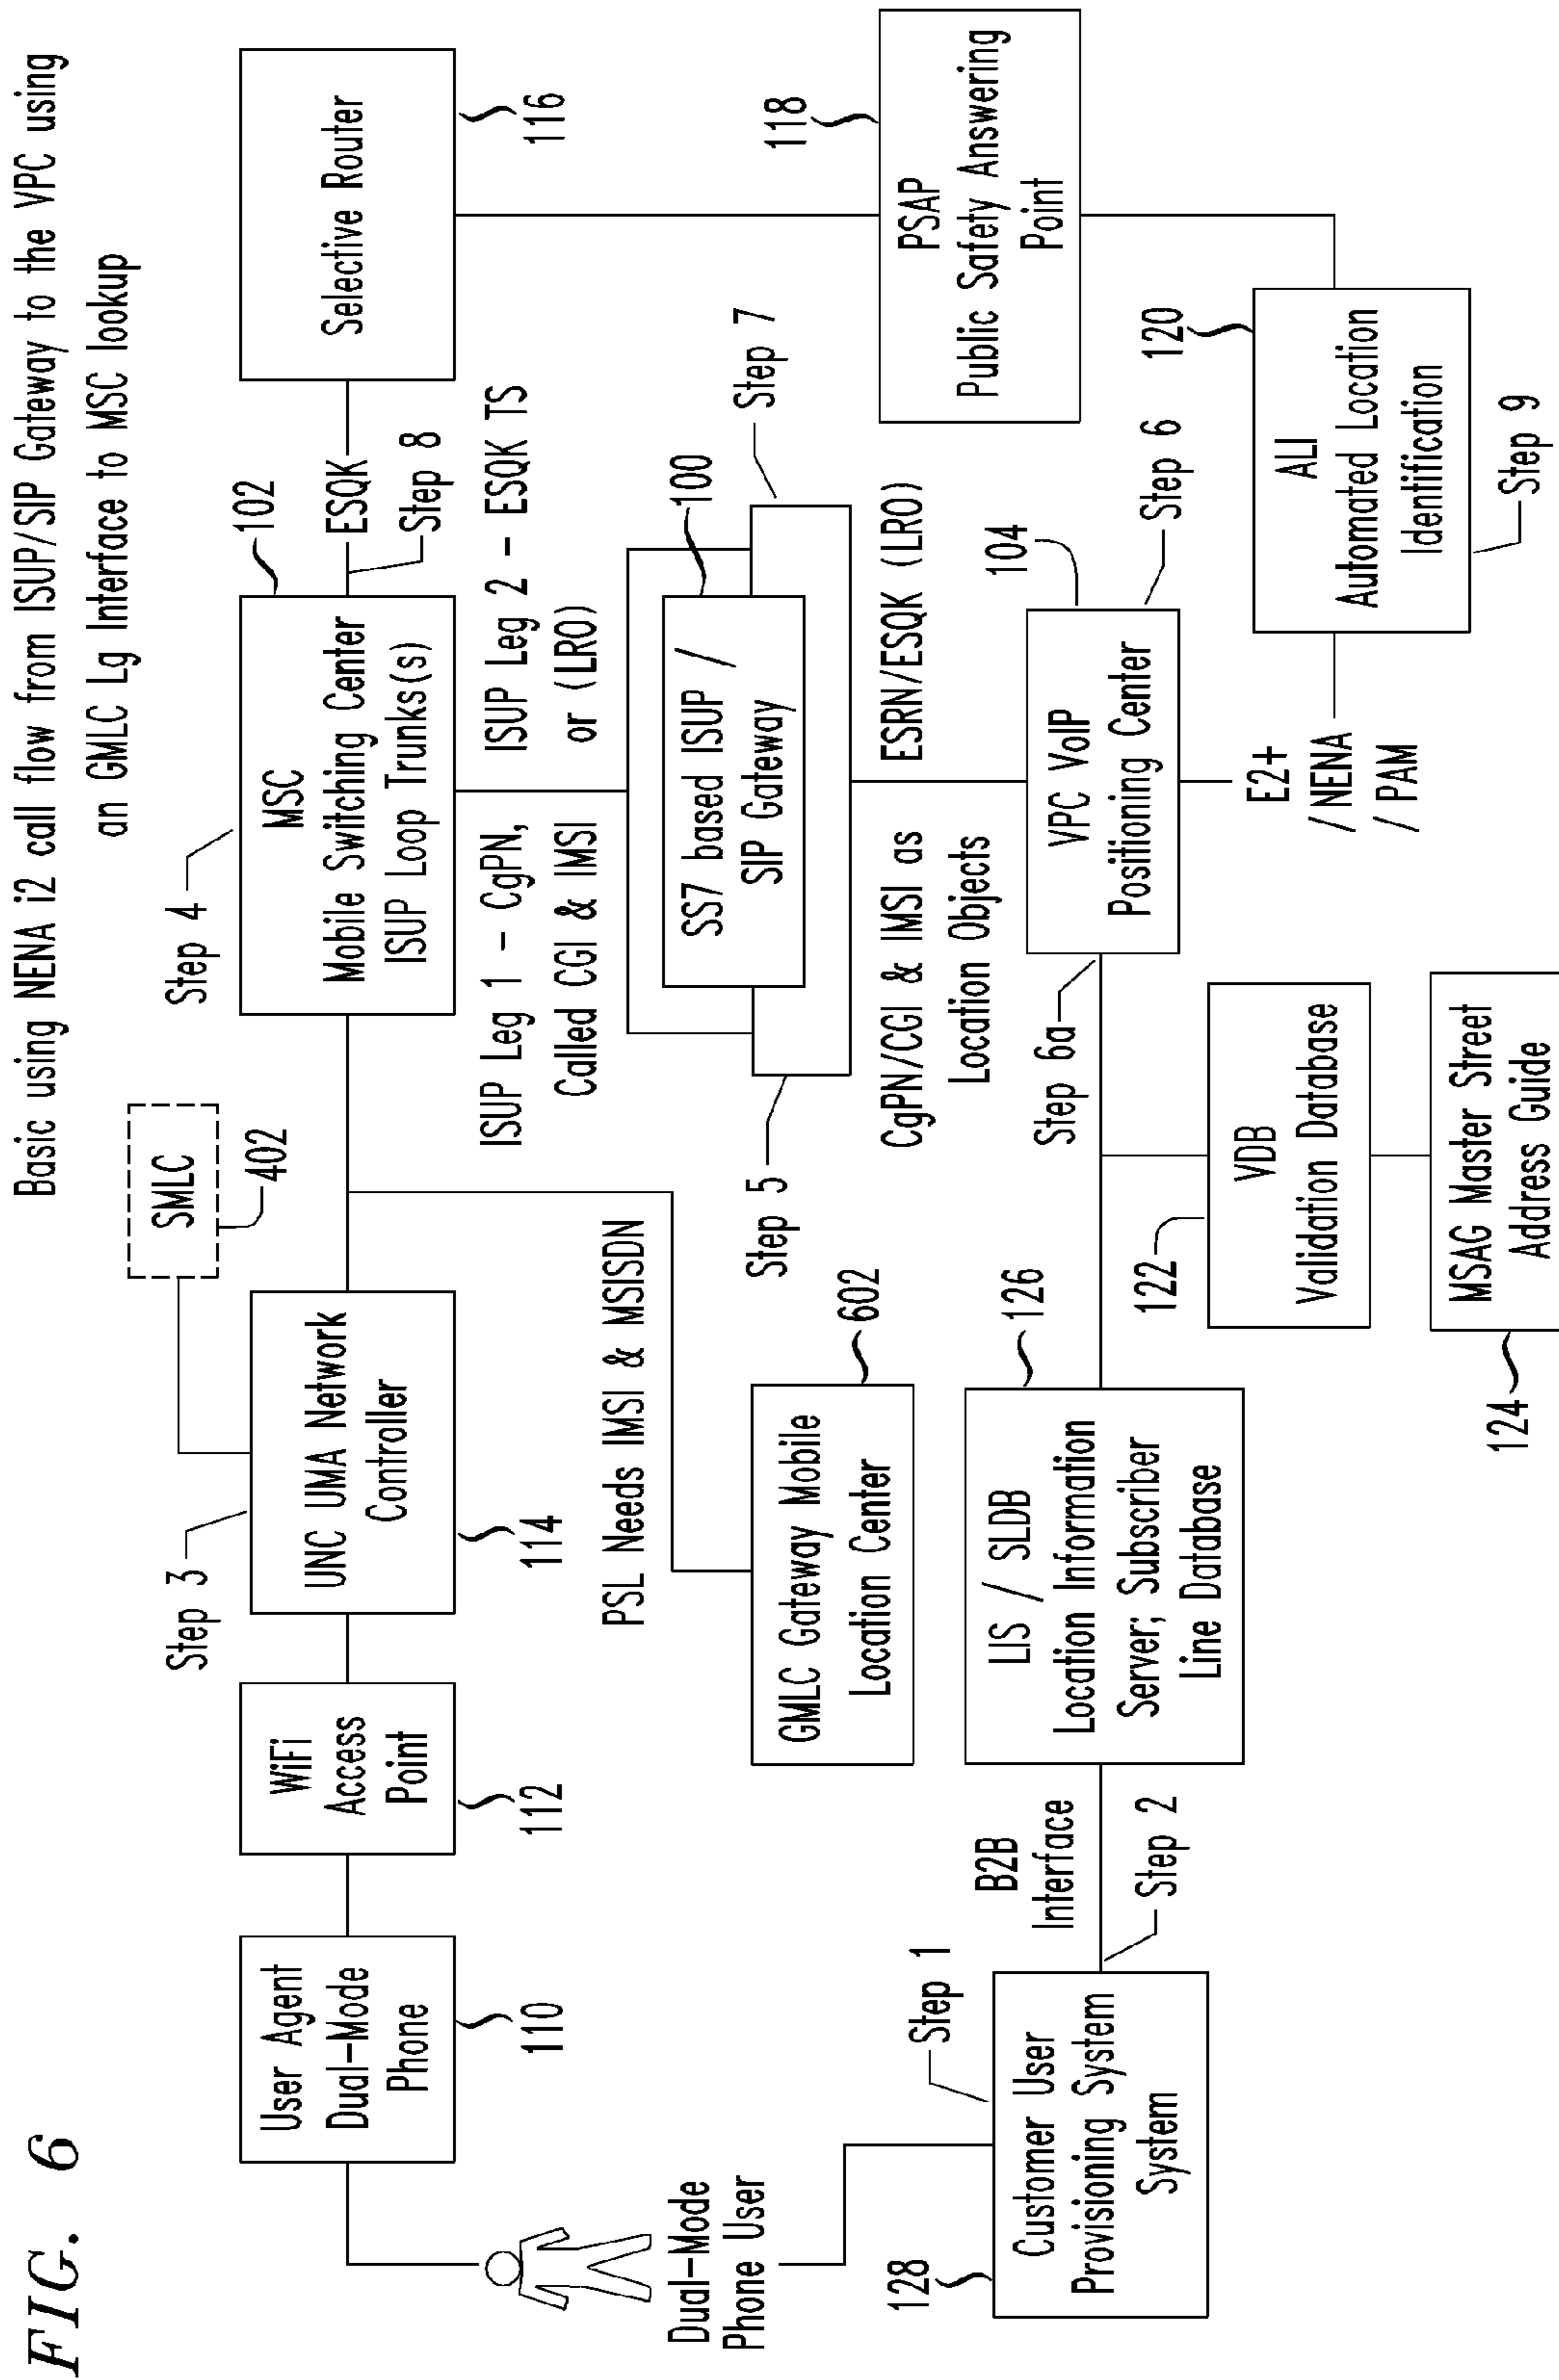 FIG. 6
Basic using NENA i2 call flow from ISUP/SIP Gateway to the VPC using
an GMLC Lg Interface to MSC lookup
Step 3
SMLC
402
Step 4
User Agent
Dual-Mode
Phone
110
WiFi
Access
Point
112
UNC UMA Network
Controller
114
MSC
Mobile Switching Center
ISUP Loop Trunks(s)
102
ESQK
Step 8
Selective Router
116
Dual-Mode
Phone User
PSL Needs IMSI & MSISDN
ISUP Leg 1 - CgPN,
Called CGI & IMSI
ISUP Leg 2 - ESQK TS
or (LRO)
GMLC Gateway Mobile
Location Center
602
Step 5
SS7 based ISUP /
SIP Gateway
100
Step 7
CgPN/CGI & IMSI as
Location Objects
ESRN/ESQK (LRO)
118
PSAP
Public Safety Answering
Point
128
Step 1
Customer User
Provisioning System
System
B2B
Interface
Step 2
LIS / SLDB
Location Information
Server; Subscriber
Line Database
126
Step 6a
VPC VoIP
Positioning Center
104
Step 6
E2+
/ NENA
/ PAM
120
ALI
Automated Location
Identification
Step 9
122
VDB
Validation Database
MSAG Master Street
Address Guide
124